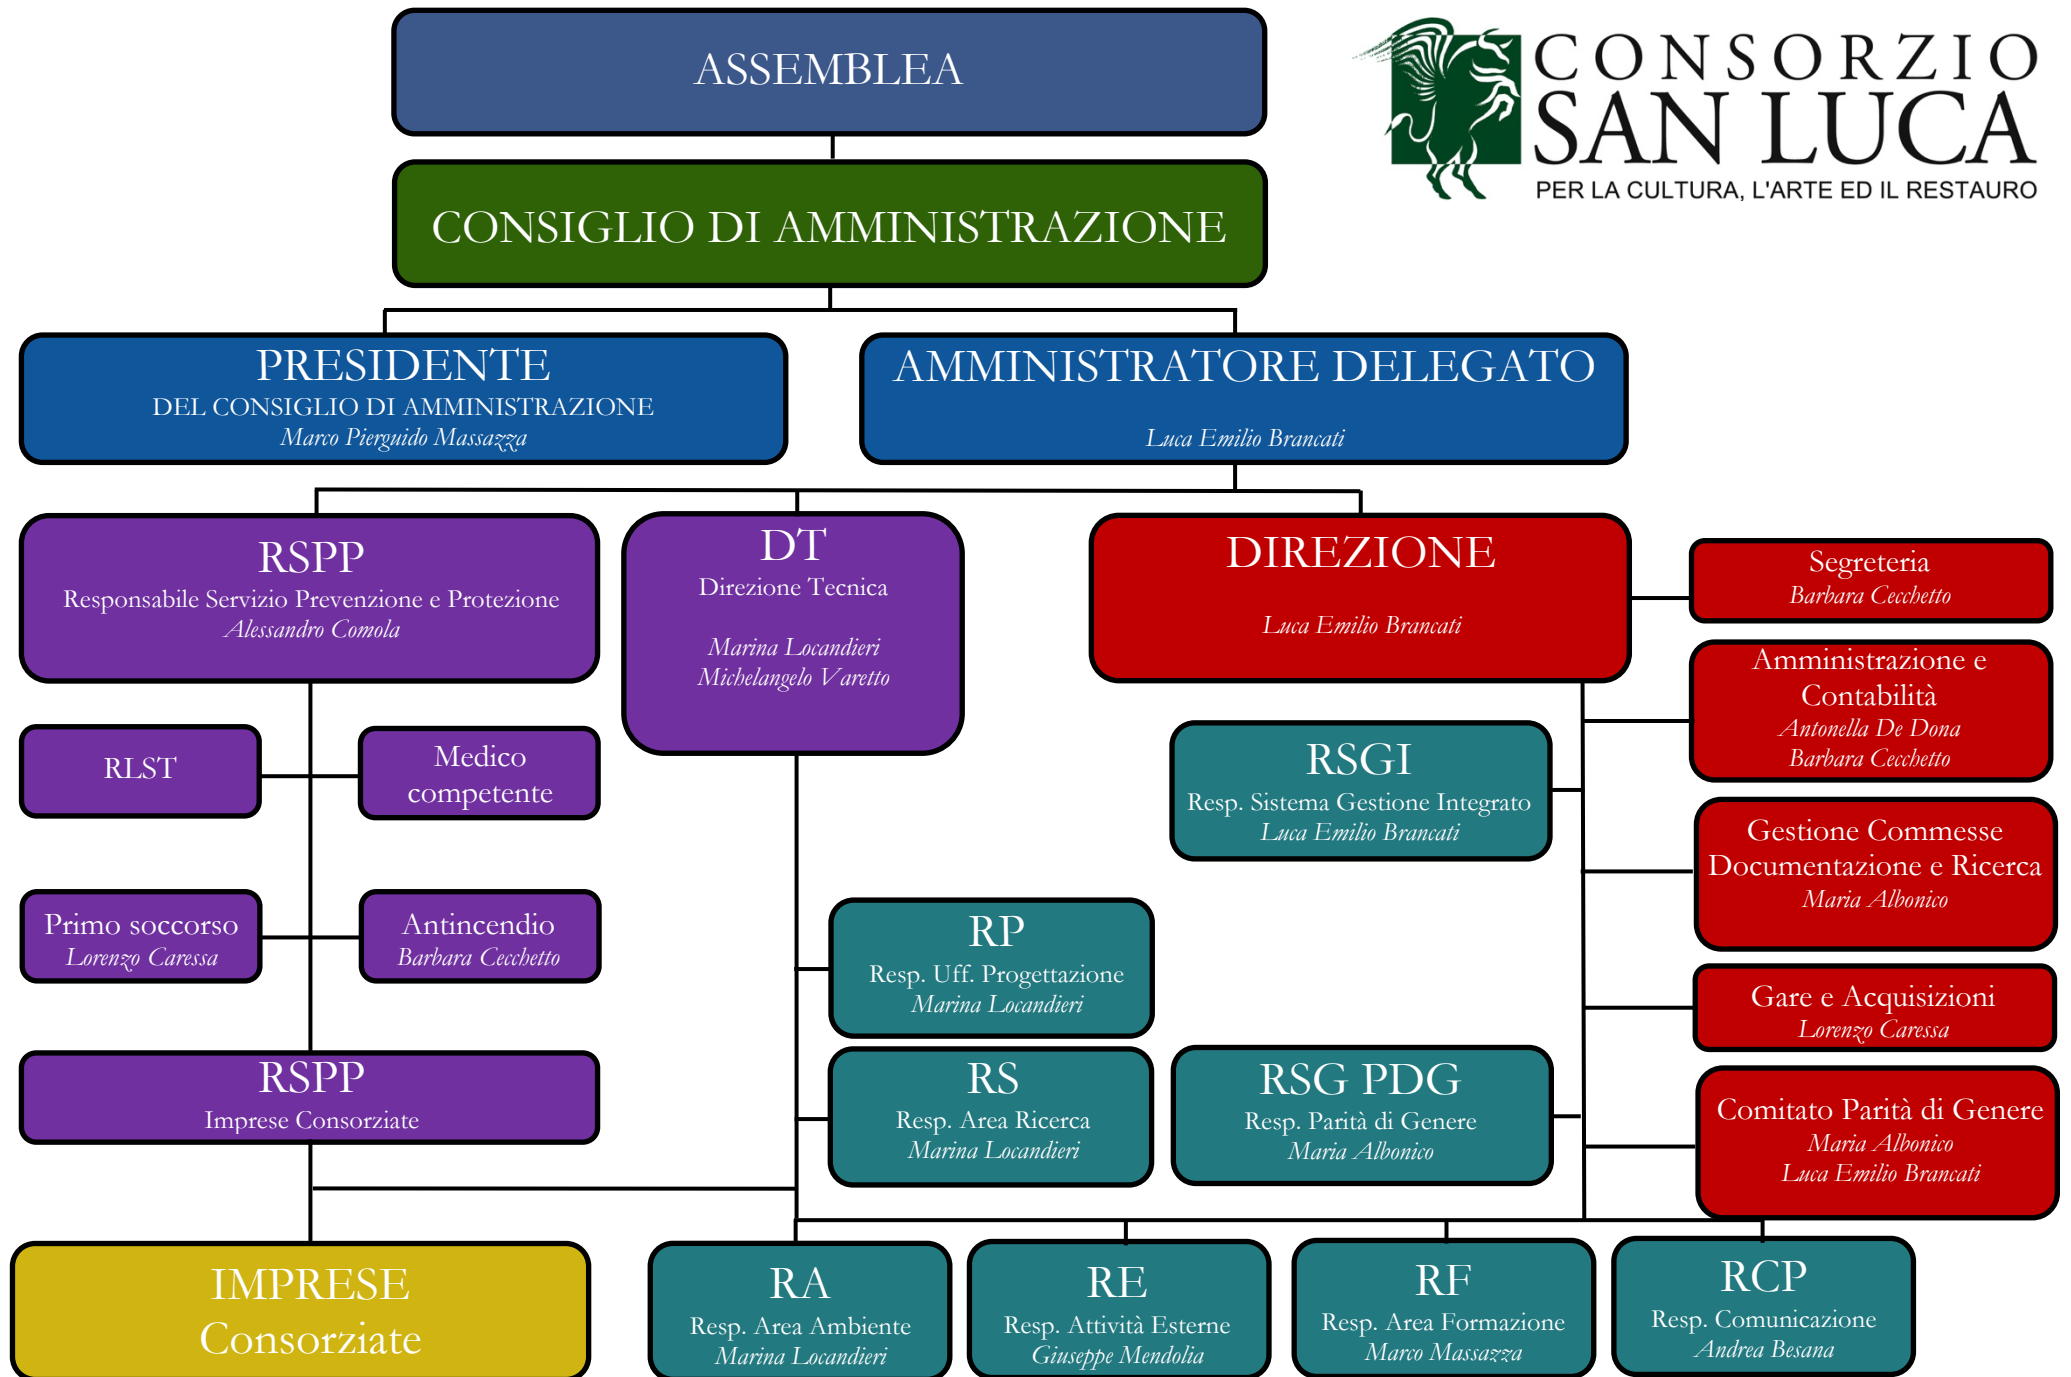 ASSEMBLEA
CONSORZIO
SAN LUCA
PER LA CULTURA, L'ARTE ED IL RESTAURO
CONSIGLIO DI AMMINISTRAZIONE
PRESIDENTE
DEL CONSIGLIO DI AMMINISTRAZIONE
Marco Pierguido Massazza
AMMINISTRATORE DELEGATO
Luca Emilio Brancati
RSPP
Responsabile Servizio Prevenzione e Protezione
Alessandro Comola
DT
Direzione Tecnica
Marina Locandieri
Michelangelo Varetto
DIREZIONE
Luca Emilio Brancati
Segreteria
Barbara Cecchetto
Amministrazione e
Contabilità
Antonella De Dona
Barbara Cecchetto
RLST
Medico
competente
RSGI
Resp. Sistema Gestione Integrato
Luca Emilio Brancati
Gestione Commesse
Documentazione e Ricerca
Maria Albonico
Primo soccorso
Lorenzo Caressa
Antincendio
Barbara Cecchetto
RP
Resp. Uff. Progettazione
Marina Locandieri
Gare e Acquisizioni
Lorenzo Caressa
RSPP
Imprese Consorziate
RS
Resp. Area Ricerca
Marina Locandieri
RSG PDG
Resp. Parità di Genere
Maria Albonico
Comitato Parità di Genere
Maria Albonico
Luca Emilio Brancati
IMPRESE
Consorziate
RA
Resp. Area Ambiente
Marina Locandieri
RE
Resp. Attività Esterne
Giuseppe Mendolia
RF
Resp. Area Formazione
Marco Massazza
RCP
Resp. Comunicazione
Andrea Besana